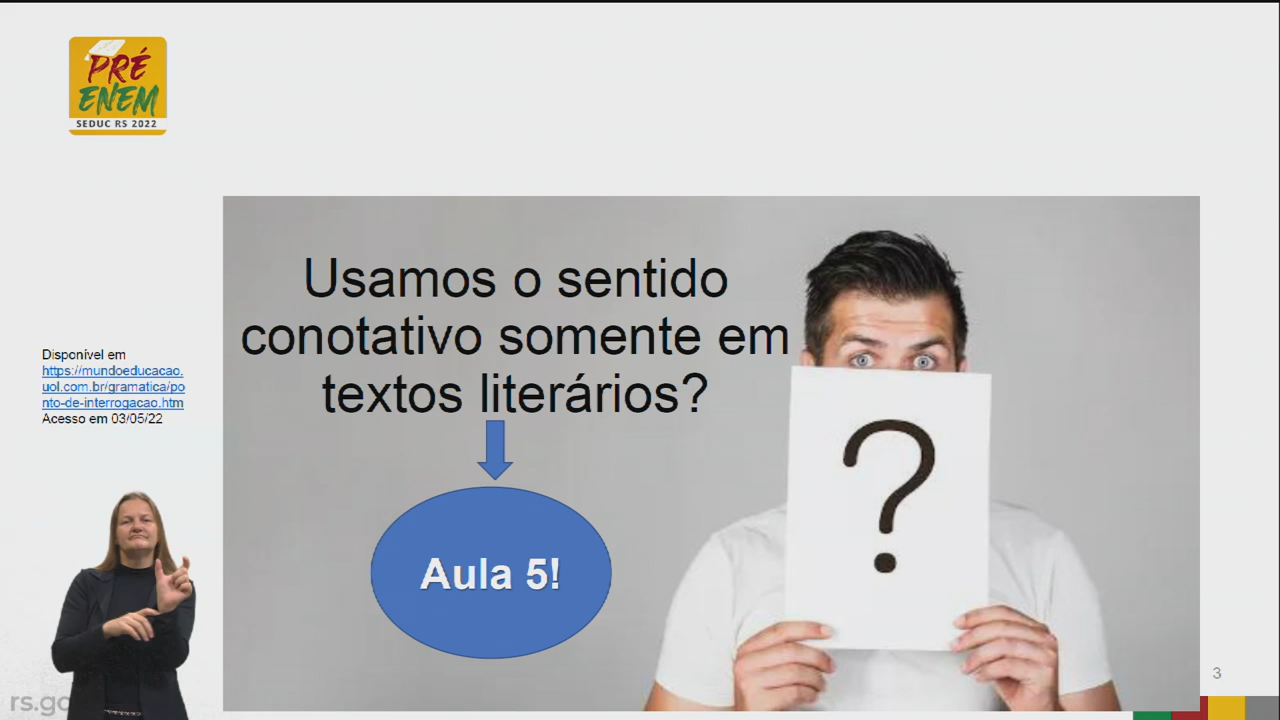 PRÉ
ENEM
SEDUC RS 2022
Usamos o sentido
conotativo somente em
textos literários?
Disponível em
https://mundoeducacao.
uol.com.br/gramatica/po
nto-de-interrogacao.htm
Acesso em 03/05/22
?
Aula 5!
3
rs.go